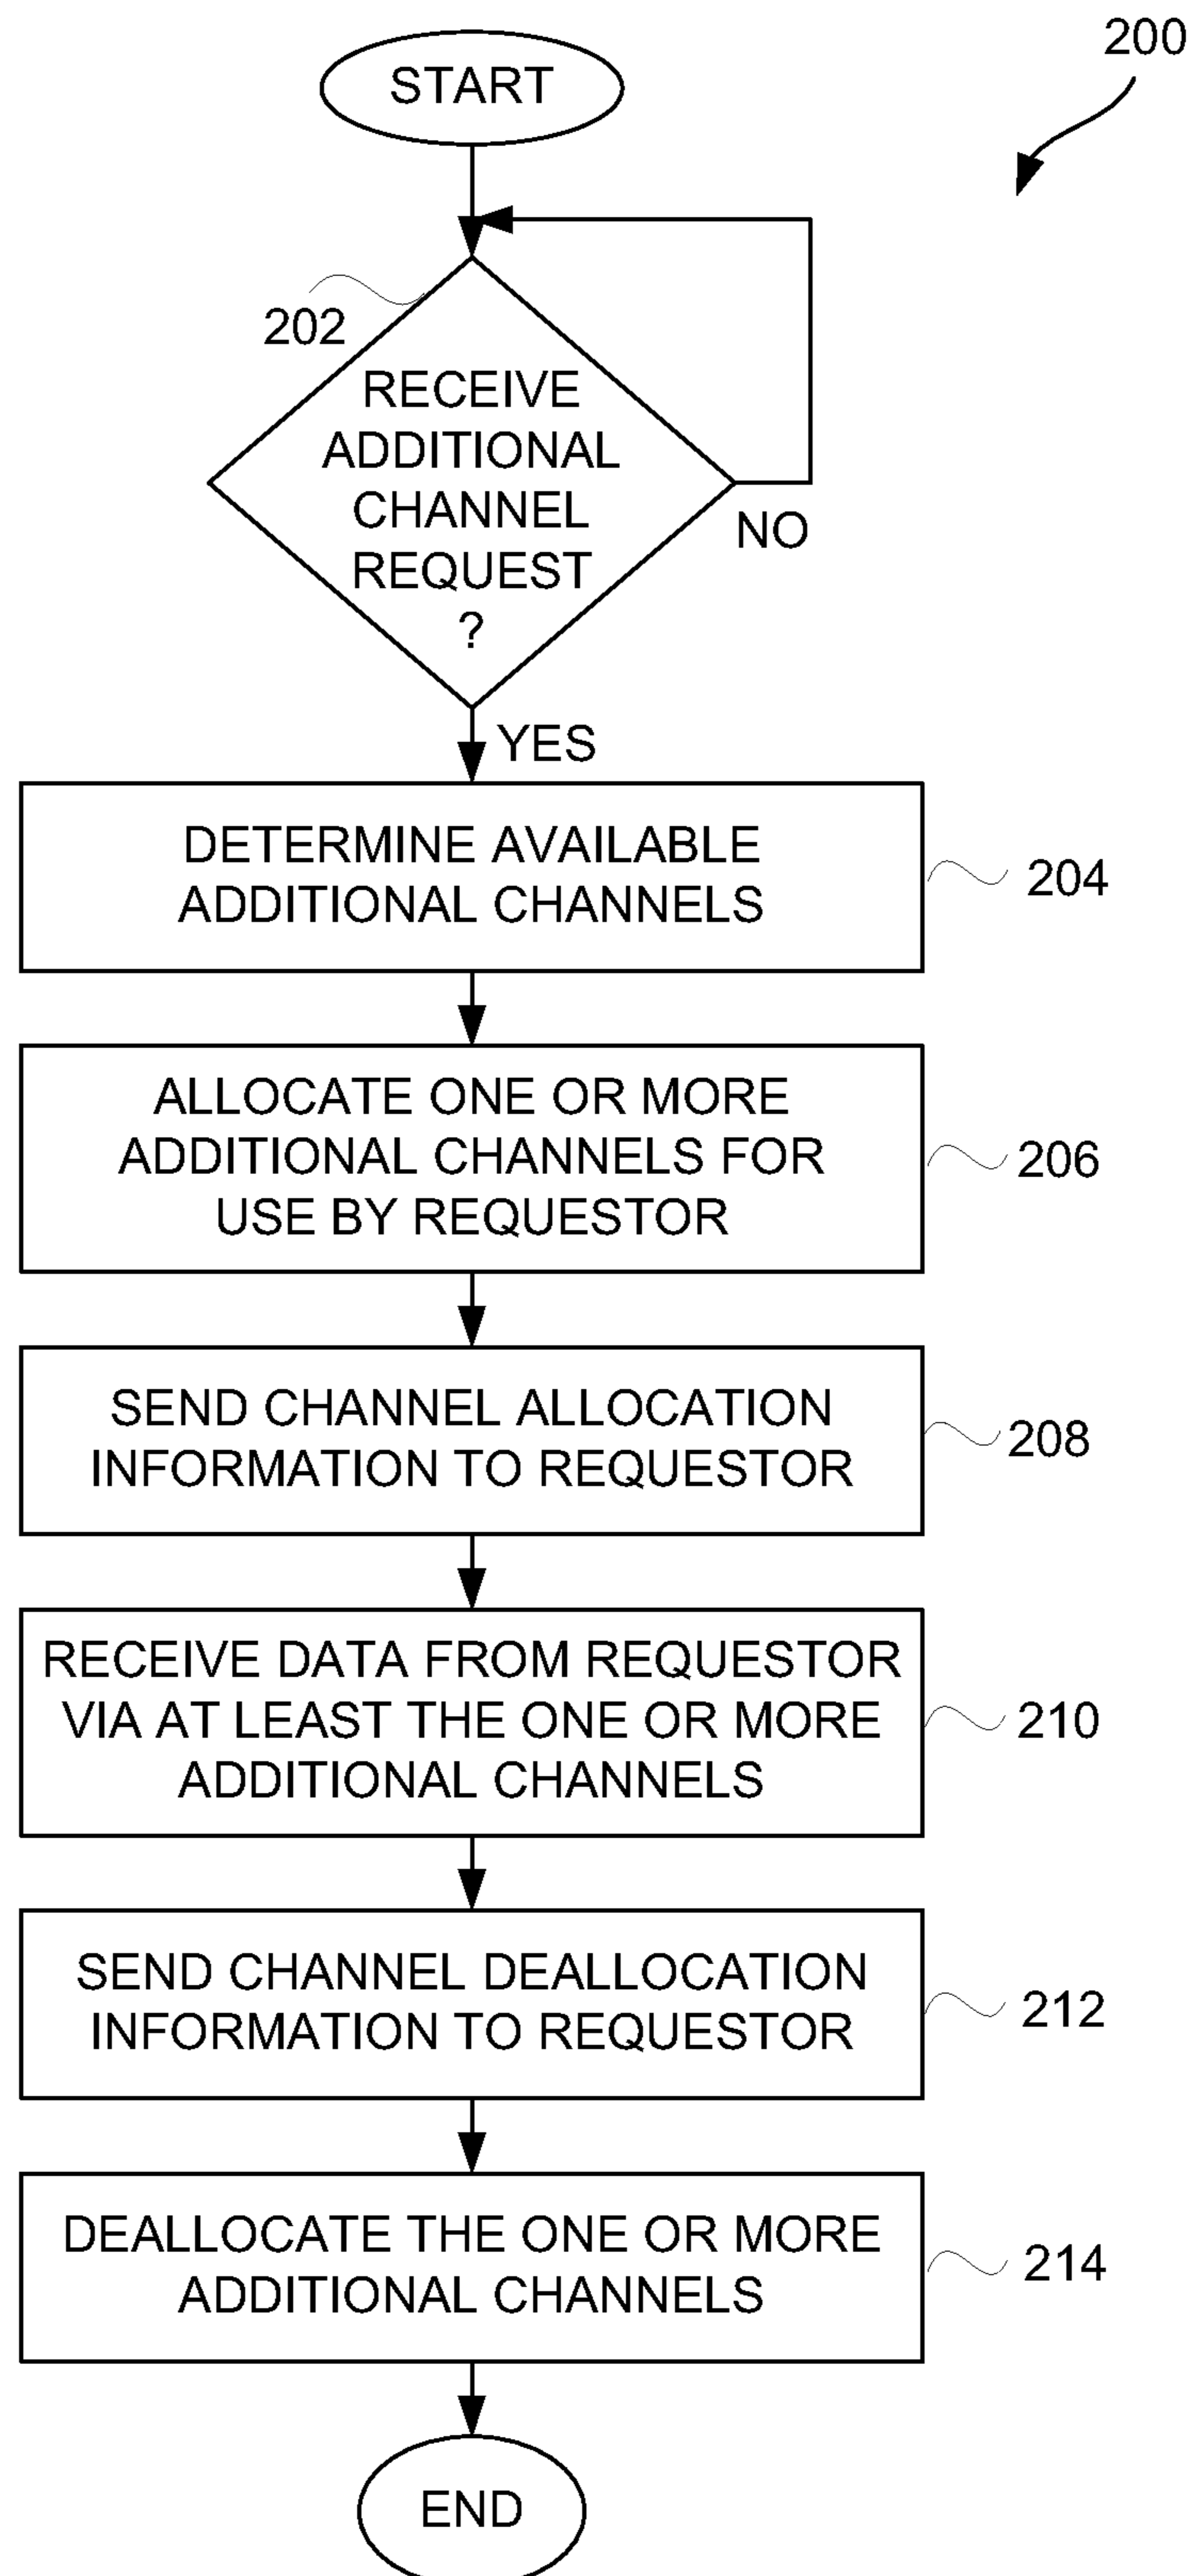 200
START
202
RECEIVE
ADDITIONAL
CHANNEL
REQUEST
?
NO
YES
DETERMINE AVAILABLE
ADDITIONAL CHANNELS
204
ALLOCATE ONE OR MORE
ADDITIONAL CHANNELS FOR
USE BY REQUESTOR
206
SEND CHANNEL ALLOCATION
INFORMATION TO REQUESTOR
208
RECEIVE DATA FROM REQUESTOR
VIA AT LEAST THE ONE OR MORE
ADDITIONAL CHANNELS
210
SEND CHANNEL DEALLOCATION
INFORMATION TO REQUESTOR
212
DEALLOCATE THE ONE OR MORE
ADDITIONAL CHANNELS
214
END